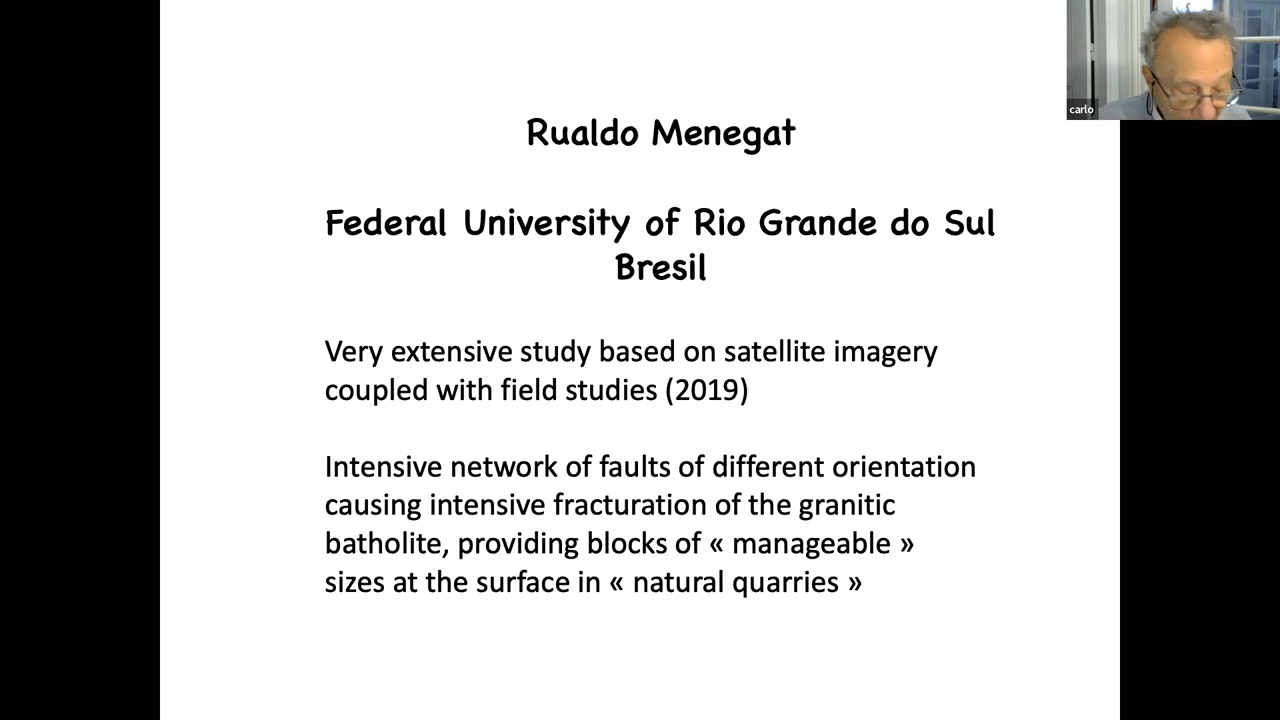 Rualdo Menegat
Federal University of Rio Grande do Sul
Bresil
Very extensive study based on satellite imagery
coupled with field studies (2019)
Intensive network of faults of different orientation
causing intensive fracturation of the granitic
batholite, providing blocks of « manageable »
sizes at the surface in « natural quarries »
carlo